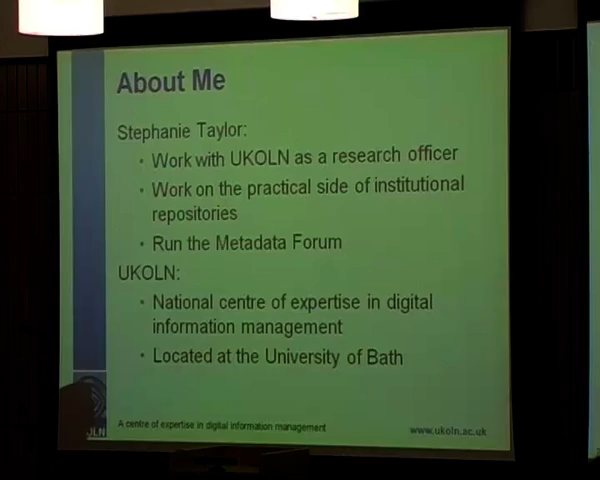 About Me
Stephanie Taylor:
• Work with UKOLN as a research officer
• Work on the practical side of institutional
repositories
• Run the Metadata Forum
UKOLN:
• National centre of expertise in digital
information management
• Located at the University of Bath
A centre of expertise in digital information management
www.ukoln.ac.uk